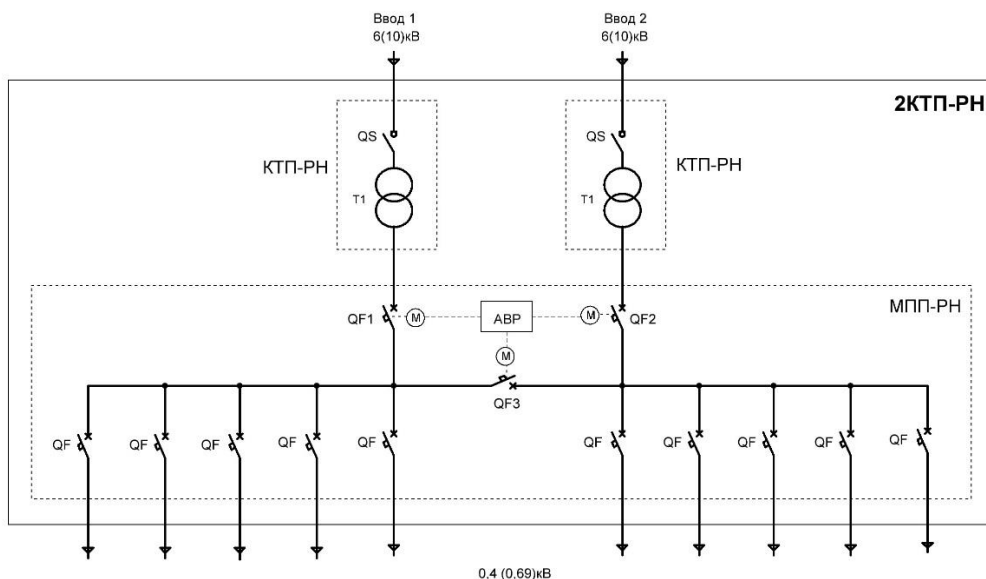 Ввод 1
6(10)кВ
Ввод 2
6(10)кВ
2КТП-РН
QS
КТП-РН
T1
QS
КТП-РН
T1
МПП-РН
QF1
M
АВР
M
QF2
M
QF3
QF
QF
QF
QF
QF
QF
QF
QF
QF
QF
0,4 (0,69)кВ